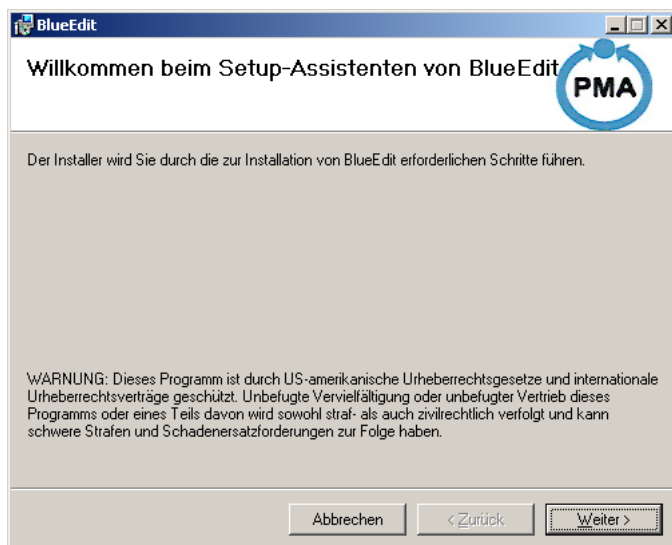 BlueEdit
Willkommen beim Setup-Assistenten von BlueEdit
PMA
Der Installer wird Sie durch die zur Installation von BlueEdit erforderlichen Schritte führen.
WARNUNG: Dieses Programm ist durch US-amerikanische Urheberrechtsgesetze und internationale
Urheberrechtsverträge geschützt. Unbefugte Vervielfältigung oder unbefugter Vertrieb dieses
Programms oder eines Teils davon wird sowohl straf- als auch zivilrechtlich verfolgt und kann
schwere Strafen und Schadenersatzforderungen zur Folge haben.
Abbrechen < Zurück Weiter >